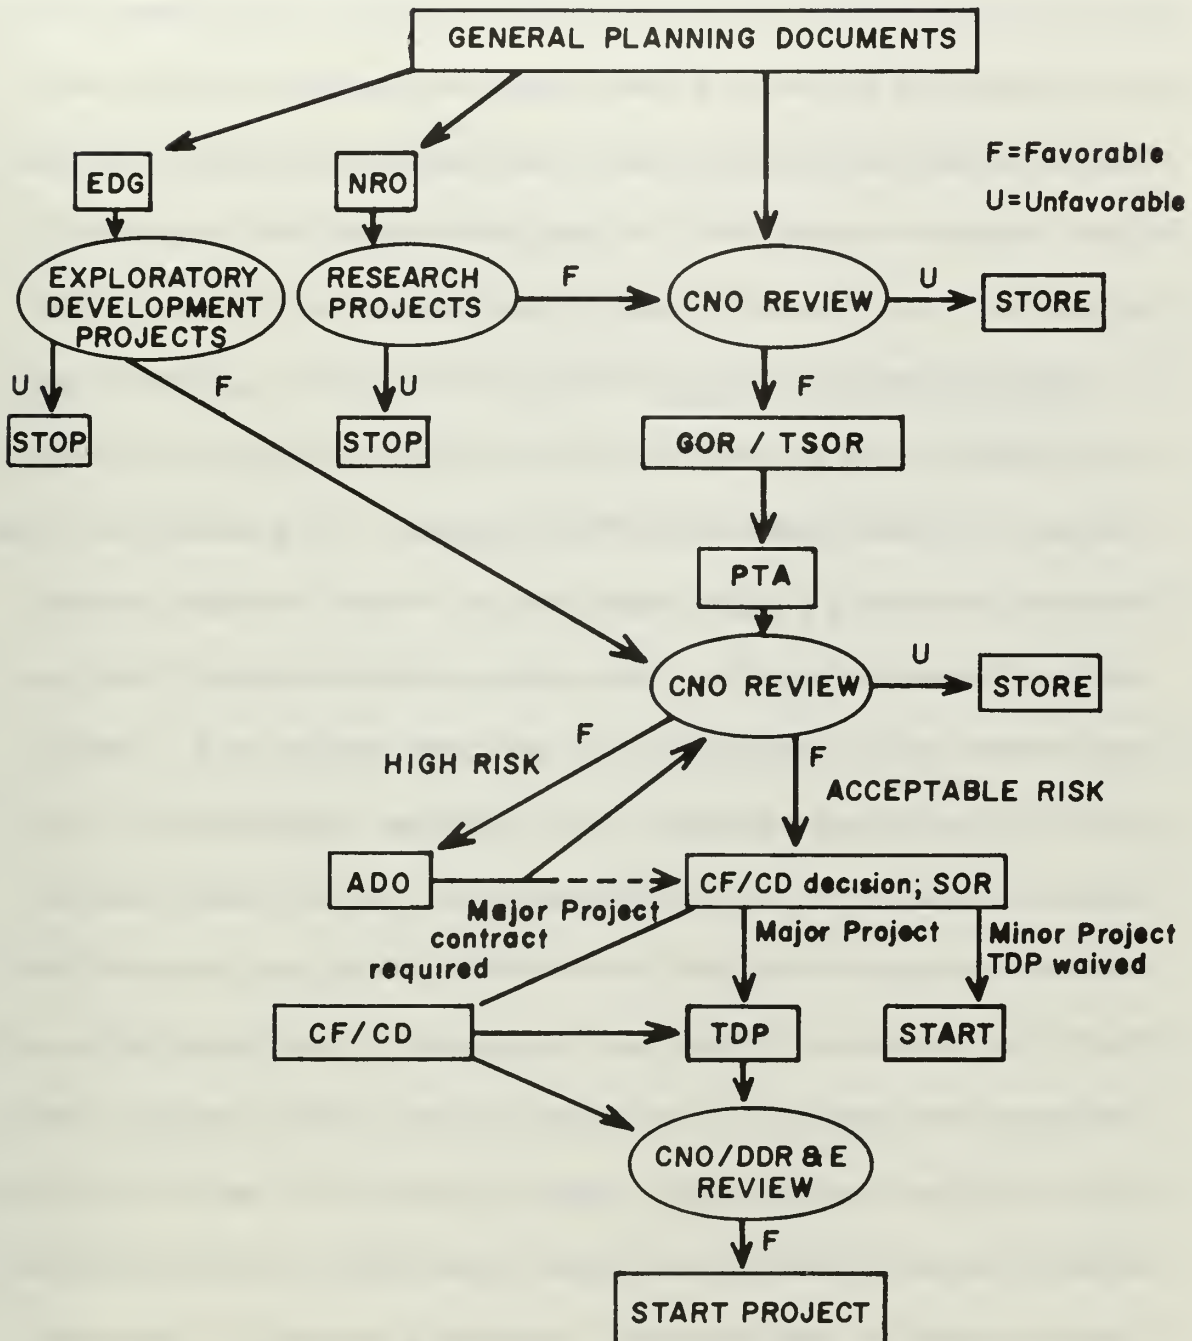 GENERAL PLANNING DOCUMENTS
F=Favorable
U=Unfavorable
EDG
NRO
EXPLORATORY
DEVELOPMENT
PROJECTS
RESEARCH
PROJECTS
F
CNO REVIEW
U
STORE
U
F
U
F
STOP
STOP
GOR / TSOR
PTA
CNO REVIEW
U
STORE
F
HIGH RISK
F
ACCEPTABLE RISK
ADO
CF/CD decision; SOR
Major Project
contract
required
Major Project
Minor Project
TDP waived
CF/CD
TDP
START
CNO/DDR & E
REVIEW
F
START PROJECT